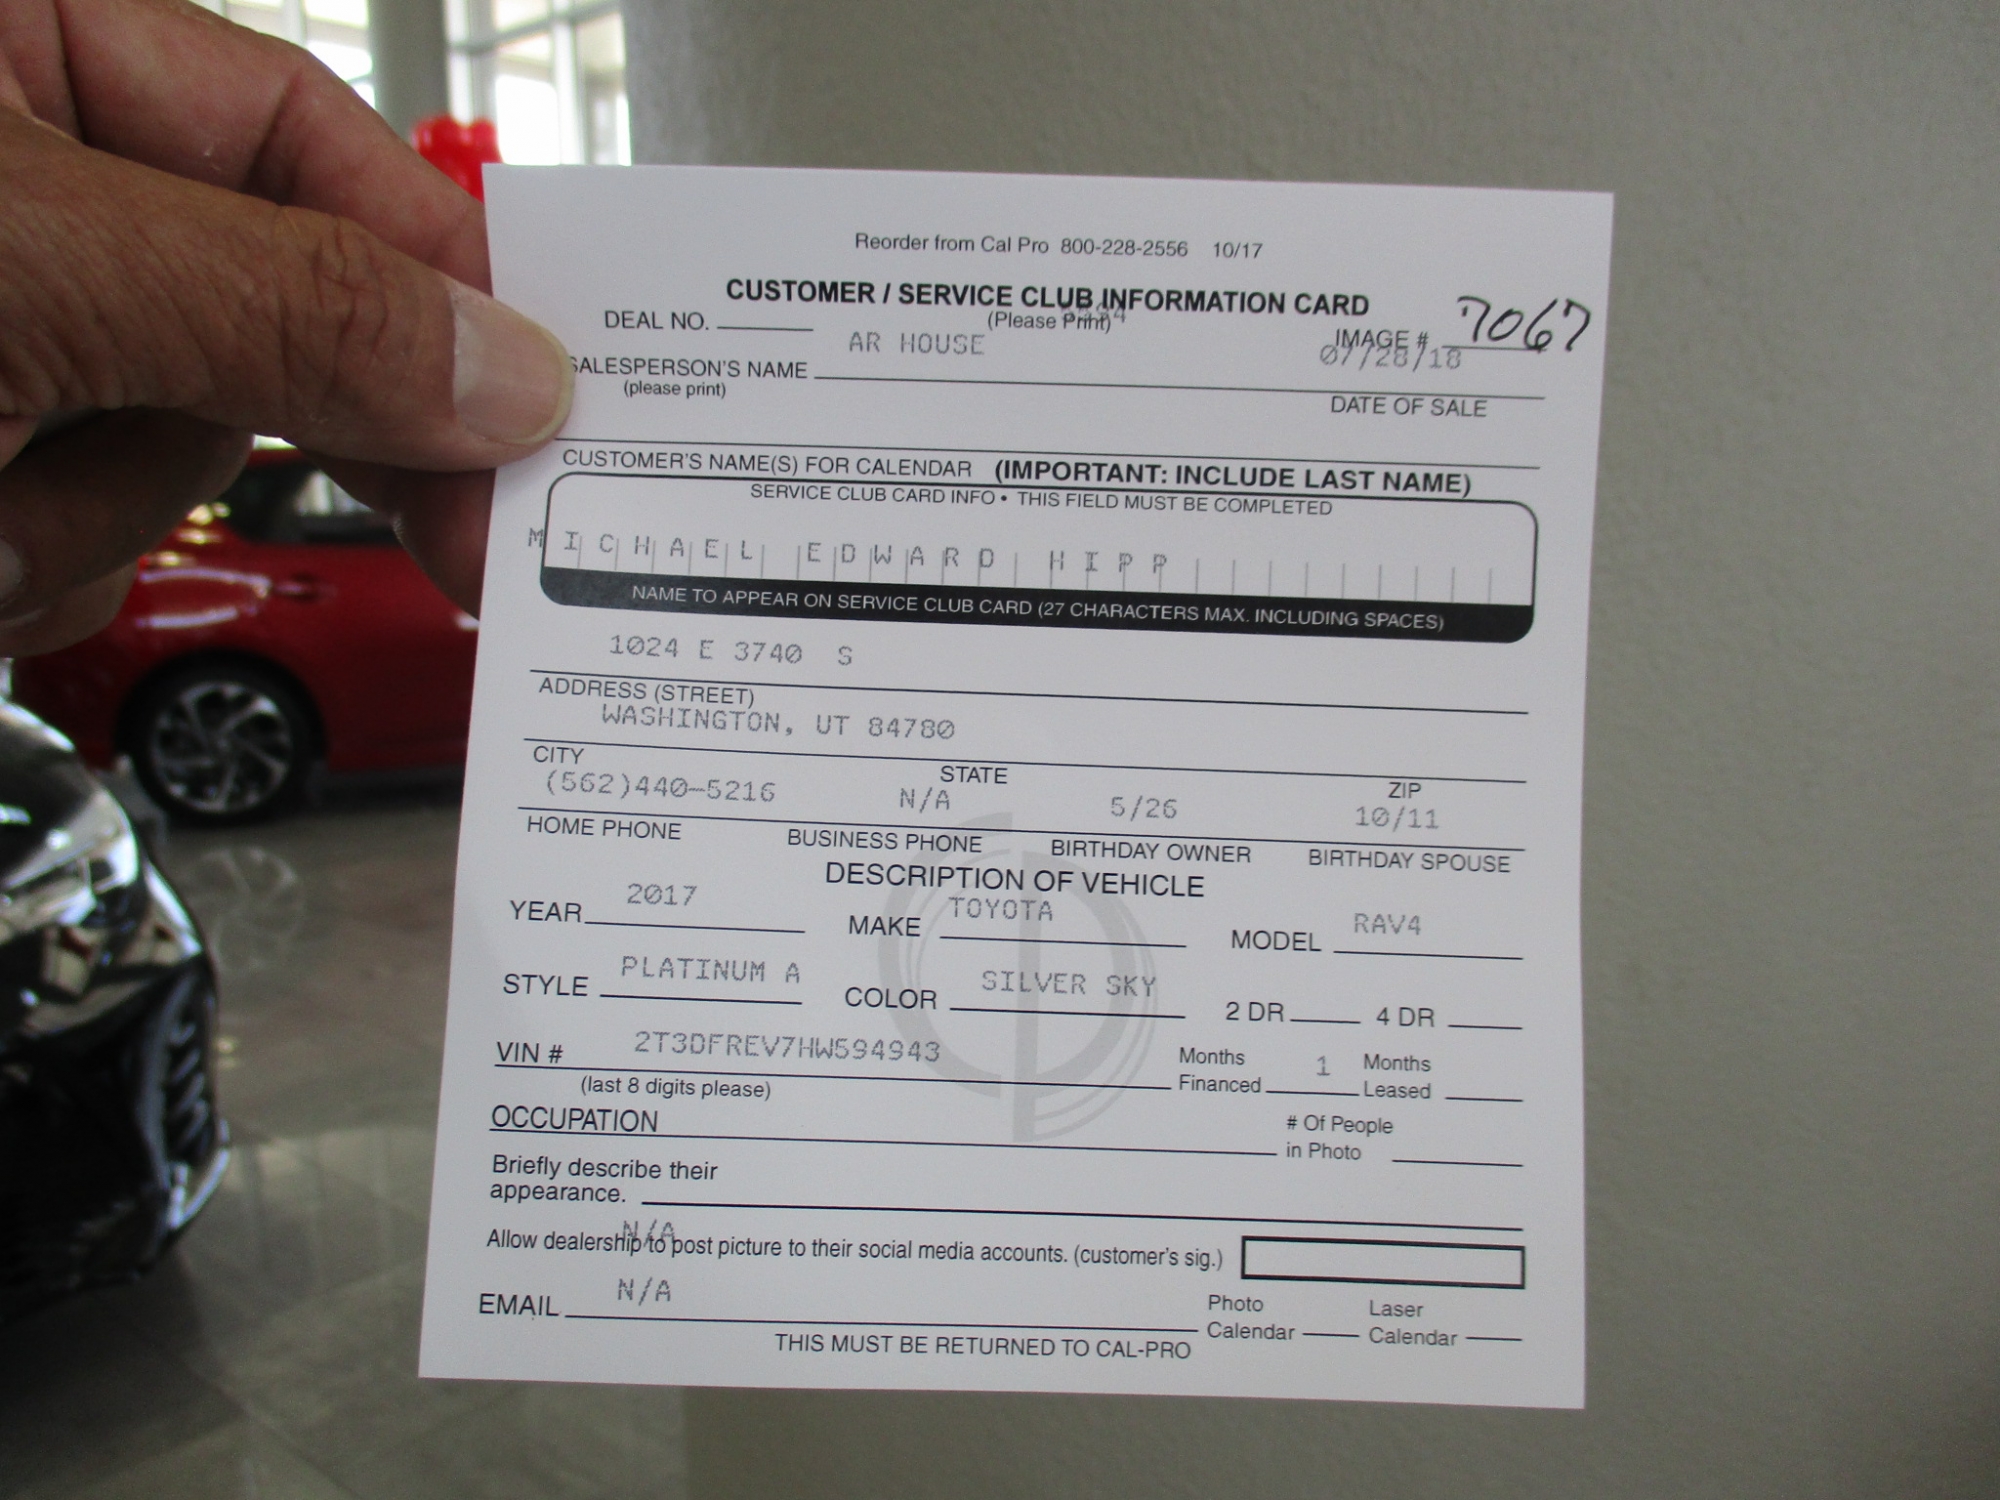 Reorder from Cal Pro 800-228-2556 10/17
CUSTOMER / SERVICE CLUB INFORMATION CARD
(Please Print)
DEAL NO.
IMAGE # 7067
AR HOUSE
07/28/18
SALESPERSON'S NAME
(please print)
DATE OF SALE
CUSTOMER'S NAME(S) FOR CALENDAR (IMPORTANT: INCLUDE LAST NAME)
SERVICE CLUB CARD INFO • THIS FIELD MUST BE COMPLETED
MICHAEL EDWARD HIPP
NAME TO APPEAR ON SERVICE CLUB CARD (27 CHARACTERS MAX. INCLUDING SPACES)
1024 E 3740 S
ADDRESS (STREET)
WASHINGTON, UT 84780
CITY STATE ZIP
(562)440-5216 N/A 5/26 10/11
HOME PHONE BUSINESS PHONE BIRTHDAY OWNER BIRTHDAY SPOUSE
DESCRIPTION OF VEHICLE
YEAR 2017 MAKE TOYOTA MODEL RAV4
STYLE PLATINUM A COLOR SILVER SKY 2 DR 4 DR
VIN # 2T3DFREV7HW594943 Months Financed 1 Months Leased
(last 8 digits please)
OCCUPATION # Of People in Photo
Briefly describe their
appearance.
N/A
Allow dealership to post picture to their social media accounts. (customer's sig.)
EMAIL N/A Photo Calendar Laser Calendar
THIS MUST BE RETURNED TO CAL-PRO